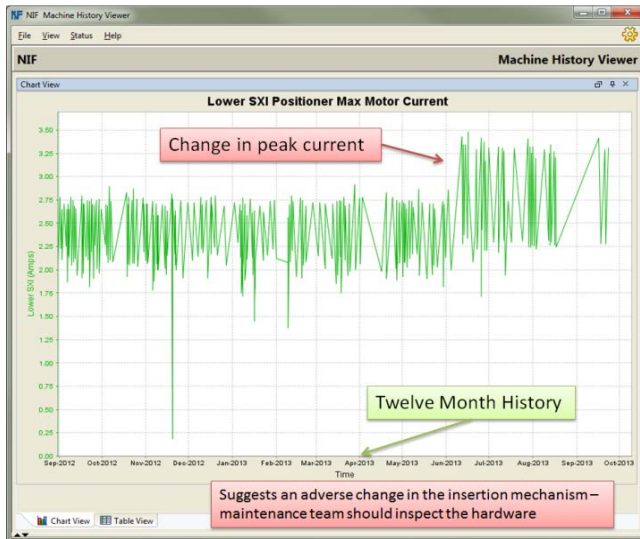 NIF Machine History Viewer
File View Status Help
NIF Machine History Viewer
Chart View
Lower SXI Positioner Max Motor Current
Change in peak current
3.50
3.25
3.00
2.75
2.50
2.25
2.00
1.75
1.50
1.25
1.00
0.75
0.50
0.25
0.00
Lower SXI (Amps)
Twelve Month History
Sep-2012 Oct-2012 Nov-2012 Dec-2012 Jan-2013 Feb-2013 Mar-2013 Apr-2013 May-2013 Jun-2013 Jul-2013 Aug-2013 Sep-2013 Oct-2013
Time
Suggests an adverse change in the insertion mechanism –
maintenance team should inspect the hardware
Chart View Table View